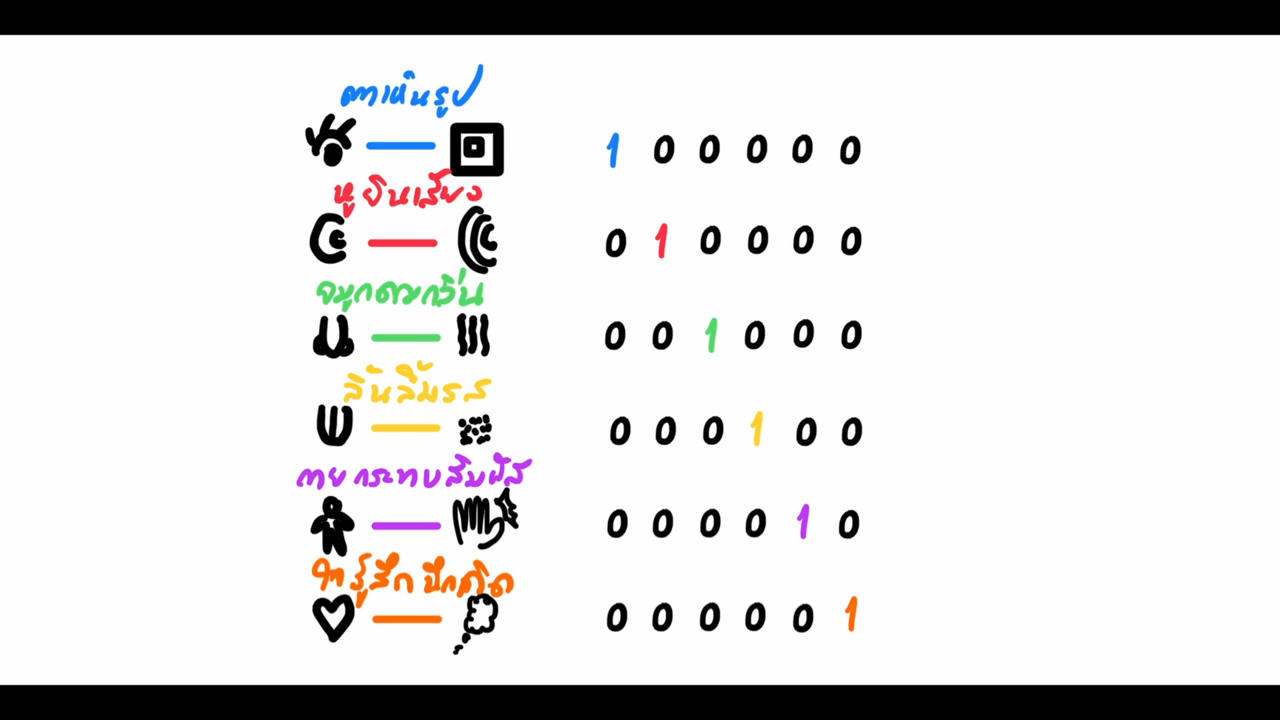 ตาเห็นรูป
1 0 0 0 0 0
หูยินเสียง
0 1 0 0 0 0
จมูกดมกลิ่น
0 0 1 0 0 0
ลิ้นลิ้มรส
0 0 0 1 0 0
กายกระทบสัมผัส
0 0 0 0 1 0
ใจรู้สึกนึกคิด
0 0 0 0 0 1